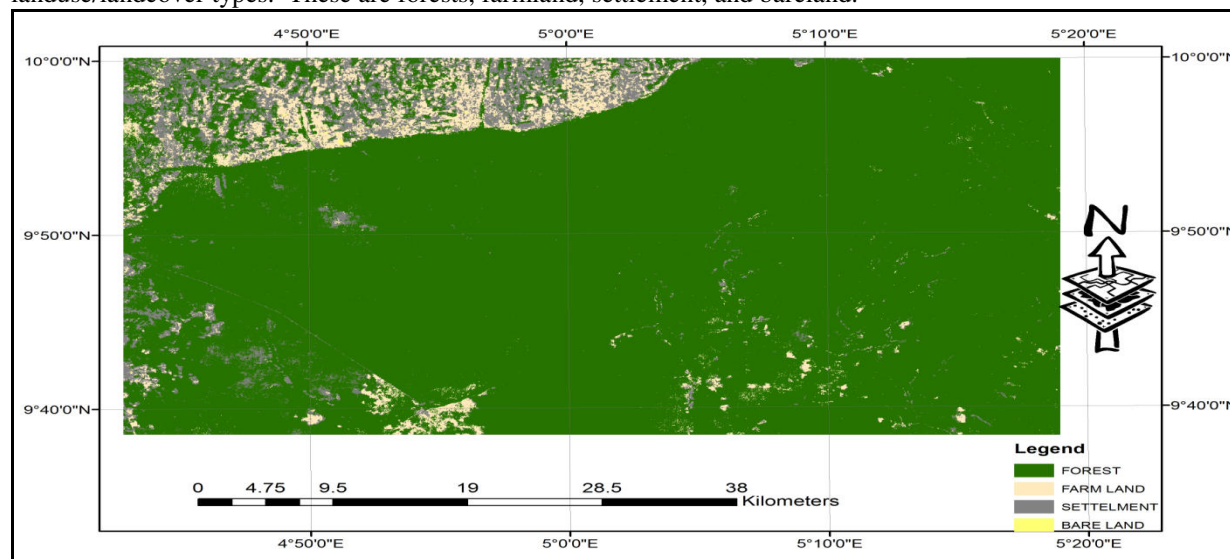 landuse/landcover types. These are forests, farmland, settlement, and bareland.
4°50'0"E 5°0'0"E 5°10'0"E 5°20'0"E
10°0'0"N 10°0'0"N
9°50'0"N 9°50'0"N
N
9°40'0"N 9°40'0"N
Legend
FOREST
FARM LAND
SETTELMENT
BARE LAND
0 4.75 9.5 19 28.5 38
Kilometers
4°50'0"E 5°0'0"E 5°10'0"E 5°20'0"E